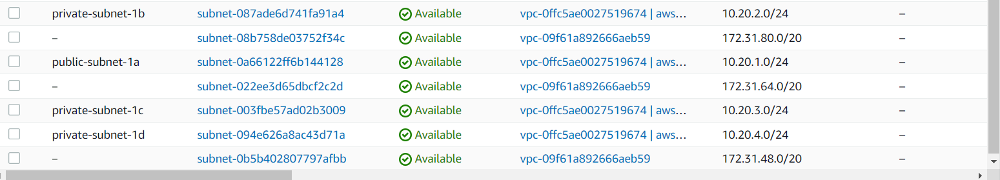 private-subnet-1b subnet-087ade6d741fa91a4 Available vpc-0ffc5ae0027519674 | aws… 10.20.2.0/24 –
– subnet-08b758de03752f34c Available vpc-09f61a892666aeb59 172.31.80.0/20 –
public-subnet-1a subnet-0a66122ff6b144128 Available vpc-0ffc5ae0027519674 | aws… 10.20.1.0/24 –
– subnet-022ee3d65dbcf2c2d Available vpc-09f61a892666aeb59 172.31.64.0/20 –
private-subnet-1c subnet-003fbe57ad02b3009 Available vpc-0ffc5ae0027519674 | aws… 10.20.3.0/24 –
private-subnet-1d subnet-094e626a8ac43d71a Available vpc-0ffc5ae0027519674 | aws… 10.20.4.0/24 –
– subnet-0b5b402807797afbb Available vpc-09f61a892666aeb59 172.31.48.0/20 –